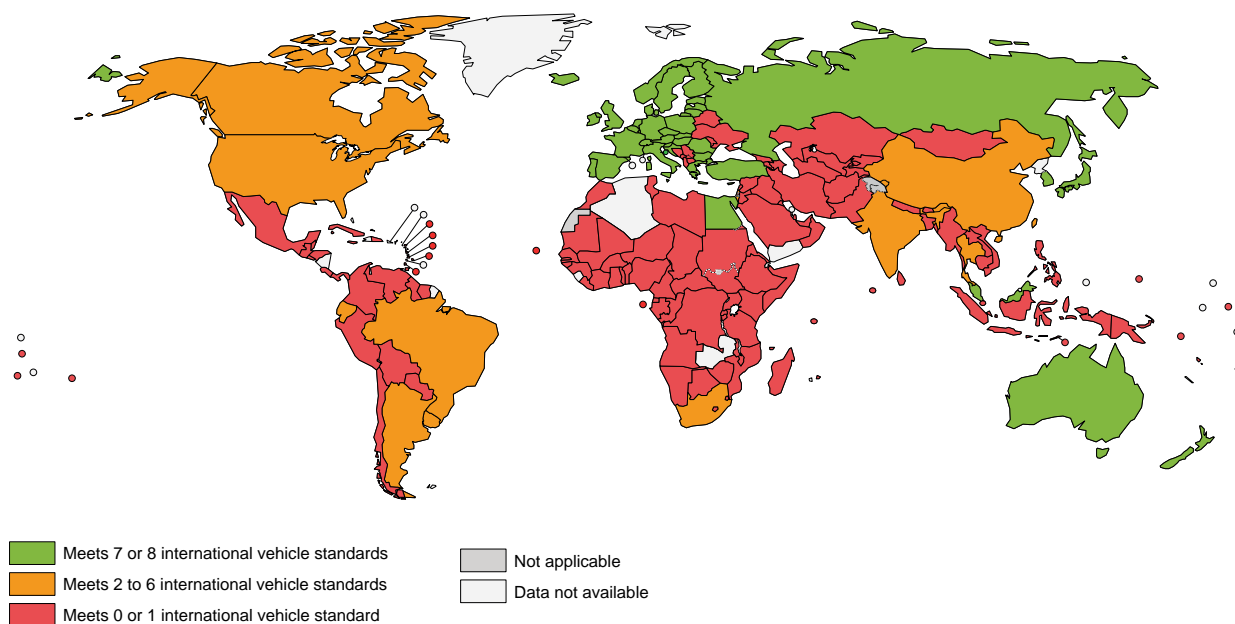 Meets 7 or 8 international vehicle standards
Meets 2 to 6 international vehicle standards
Meets 0 or 1 international vehicle standard
Not applicable
Data not available